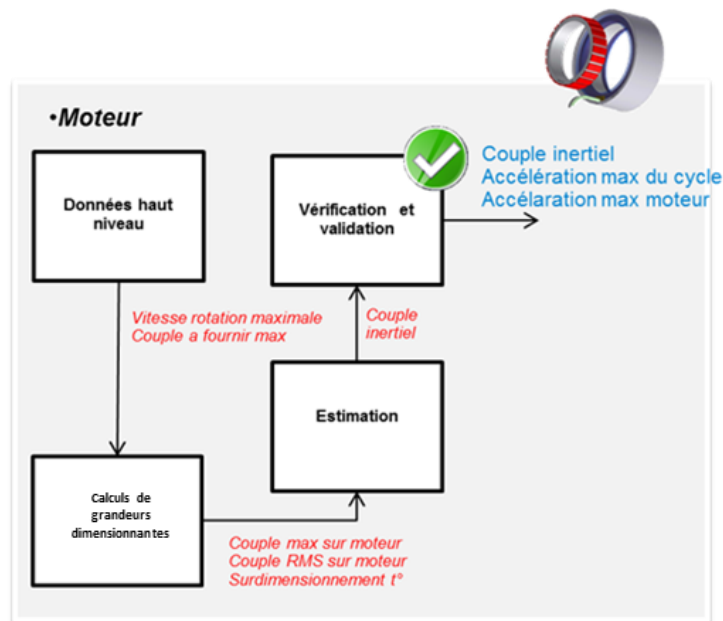 •Moteur
Données haut
niveau
Vitesse rotation maximale
Couple a fournir max
Calculs de
grandeurs
dimensionnantes
Couple max sur moteur
Couple RMS sur moteur
Surdimensionnement t°
Estimation
Couple
inertiel
Vérification et
validation
Couple inertiel
Accélération max du cycle
Accélaration max moteur